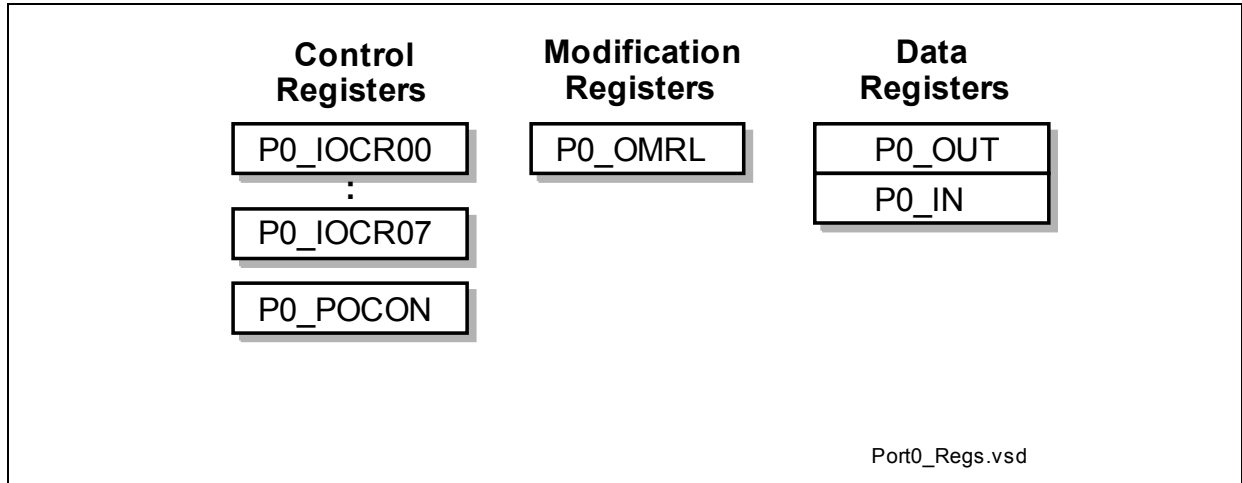 Control
Registers
P0_IOCR00
:
P0_IOCR07
P0_POCON
Modification
Registers
P0_OMRL
Data
Registers
P0_OUT
P0_IN
Port0_Regs.vsd